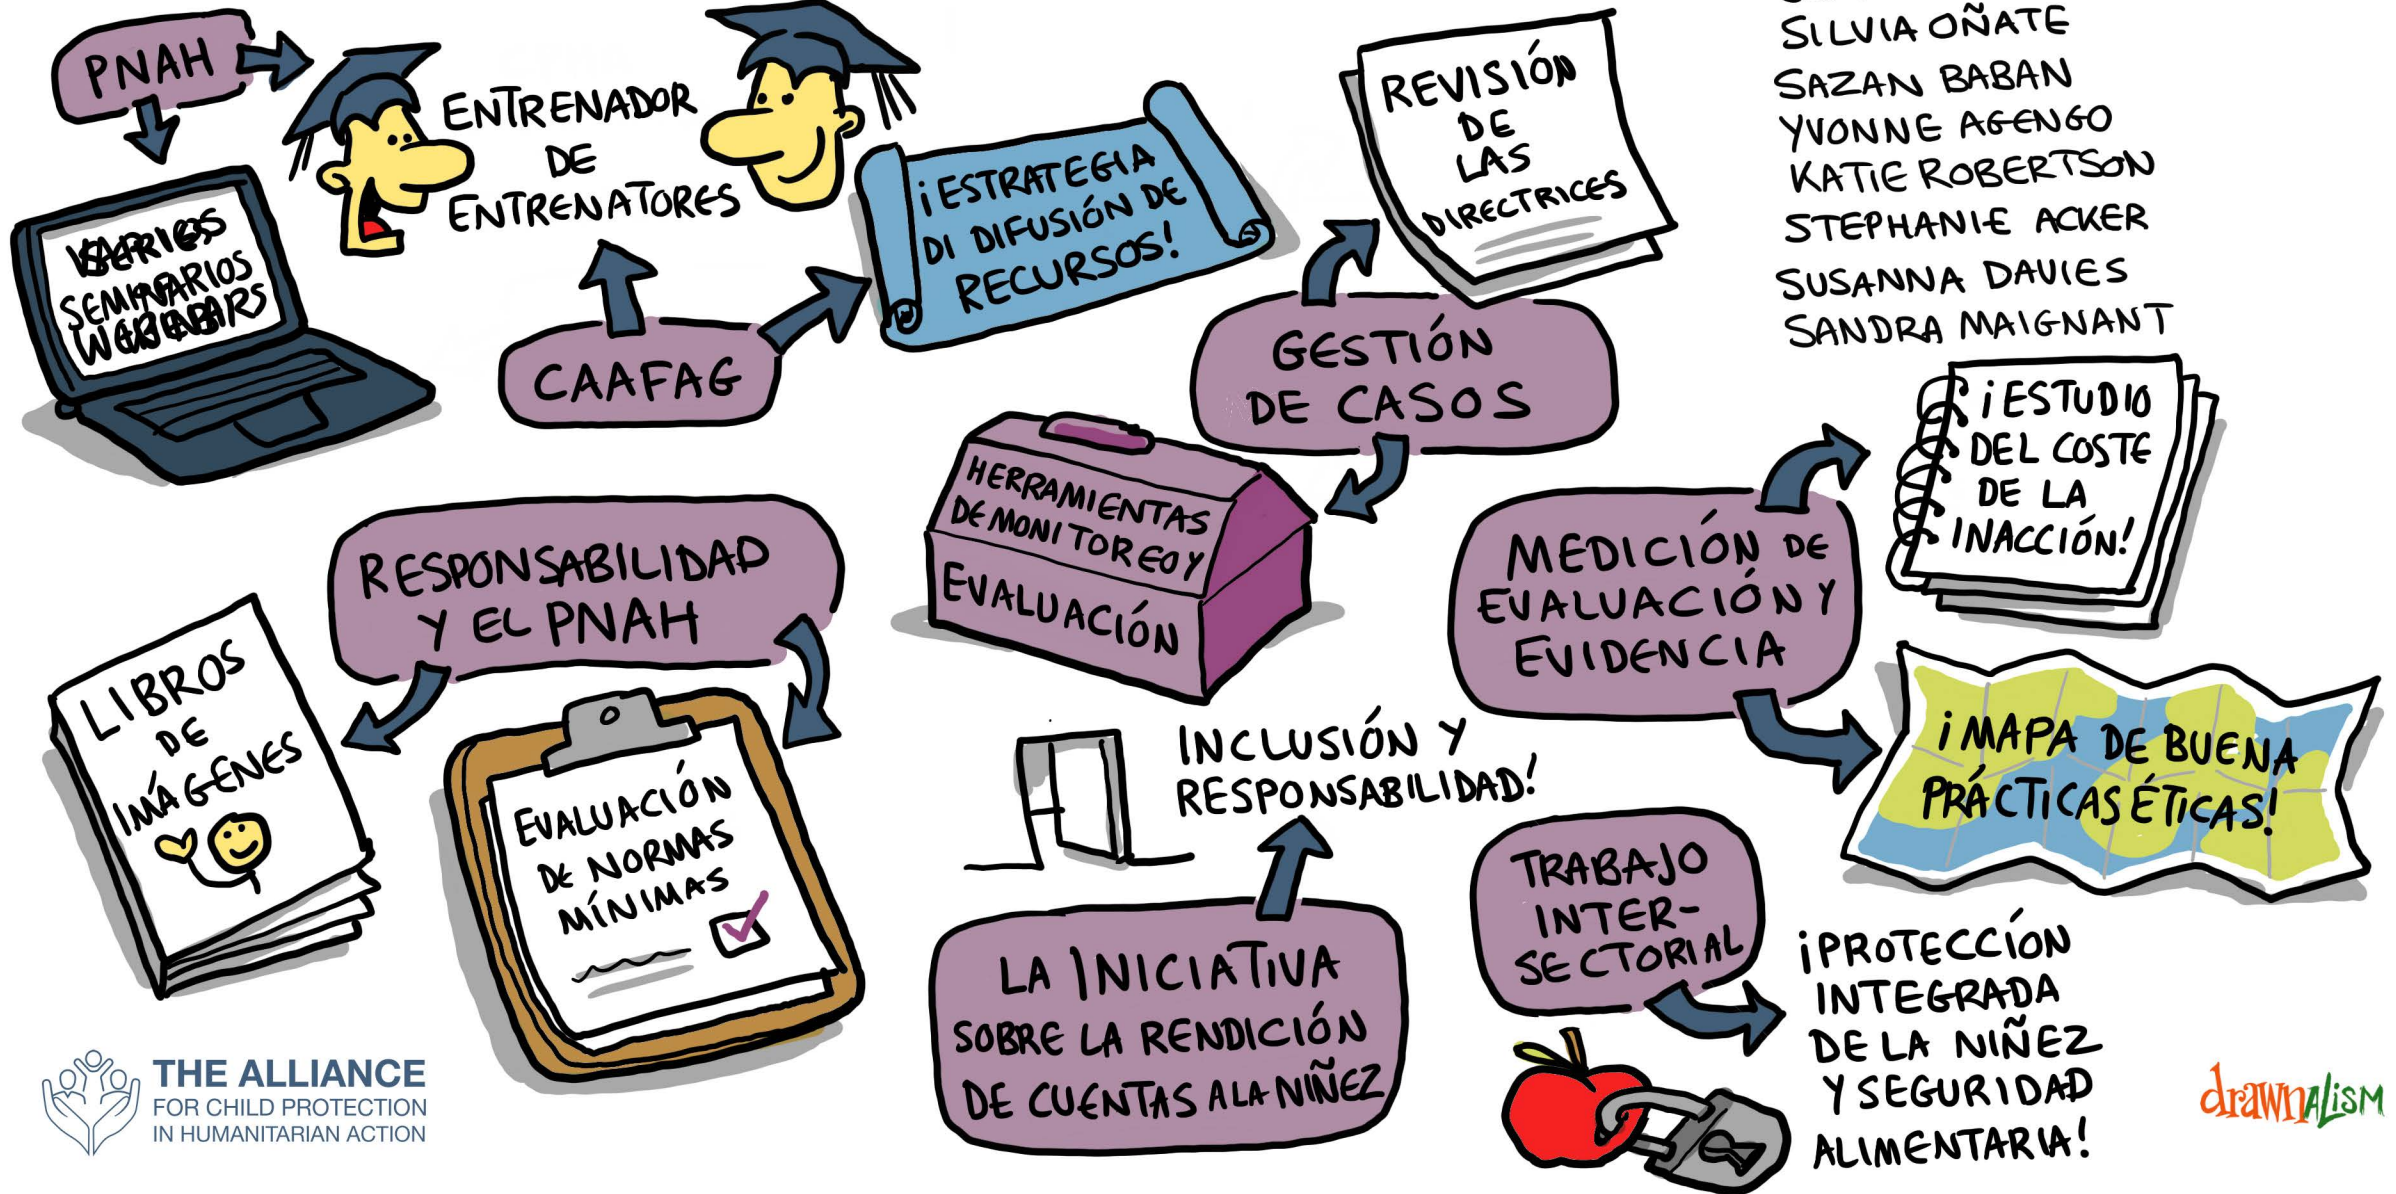 PNAH
ENTRENADOR
DE
ENTRENATORES
SEMINARIOS
CAAFAG
¡ESTRATEGIA
DI DIFUSIÓN DE
RECURSOS!
REVISIÓN
DE
LAS
DIRECTRICES
GESTIÓN
DE CASOS
HERRAMIENTAS
DE MONITOREO Y
EVALUACIÓN
SILVIA OÑATE
SAZAN BABAN
YVONNE AGENGO
KATIE ROBERTSON
STEPHANIE ACKER
SUSANNA DAVIES
SANDRA MAIGNANT
¡ESTUDIO
DEL COSTE
DE LA
INACCIÓN!
MEDICIÓN DE
EVALUACIÓN Y
EVIDENCIA
¡MAPA DE BUENA
PRÁCTICAS ÉTICAS!
RESPONSABILIDAD
Y EL PNAH
LIBROS
DE
IMÁGENES
EVALUACIÓN
DE NORMAS
MÍNIMAS
INCLUSIÓN Y
RESPONSABILIDAD!
LA INICIATIVA
SOBRE LA RENDICIÓN
DE CUENTAS A LA NIÑEZ
TRABAJO
INTER-
SECTORIAL
¡PROTECCIÓN
INTEGRADA
DE LA NIÑEZ
Y SEGURIDAD
ALIMENTARIA!
THE ALLIANCE
FOR CHILD PROTECTION
IN HUMANITARIAN ACTION
drawnalism